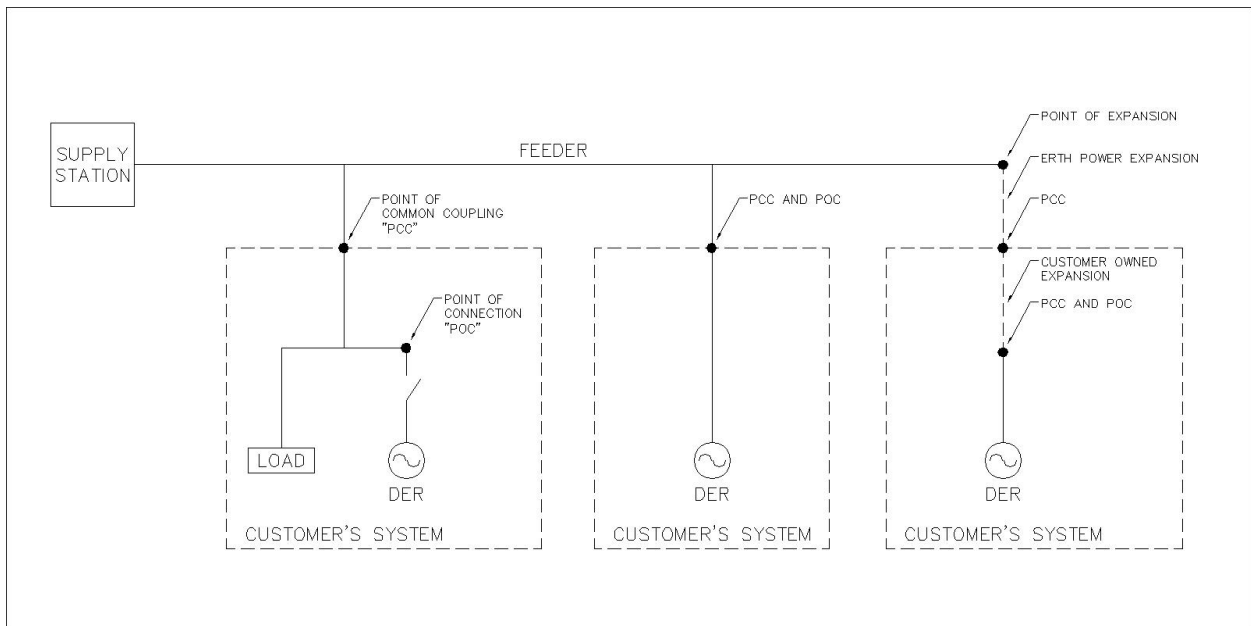 SUPPLY
STATION
FEEDER
POINT OF
COMMON COUPLING
"PCC"
POINT OF
CONNECTION
"POC"
LOAD
DER
CUSTOMER'S SYSTEM
PCC AND POC
DER
CUSTOMER'S SYSTEM
POINT OF EXPANSION
ERTH POWER EXPANSION
PCC
CUSTOMER OWNED
EXPANSION
PCC AND POC
DER
CUSTOMER'S SYSTEM